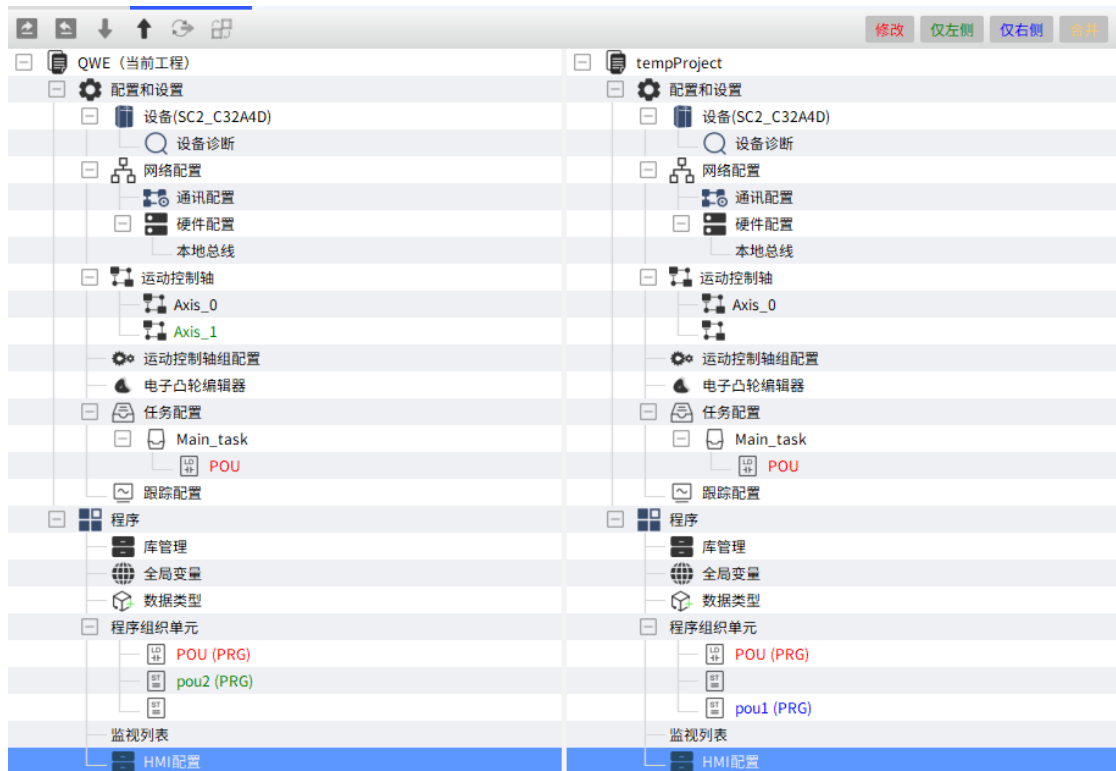 修改 仅左侧 仅右侧 合并
QWE（当前工程） tempProject
配置和设置 配置和设置
设备(SC2_C32A4D) 设备(SC2_C32A4D)
设备诊断 设备诊断
网络配置 网络配置
通讯配置 通讯配置
硬件配置 硬件配置
本地总线 本地总线
运动控制轴 运动控制轴
Axis_0 Axis_0
Axis_1
运动控制轴组配置 运动控制轴组配置
电子凸轮编辑器 电子凸轮编辑器
任务配置 任务配置
Main_task Main_task
LD POU LD POU
跟踪配置 跟踪配置
程序 程序
库管理 库管理
全局变量 全局变量
数据类型 数据类型
程序组织单元 程序组织单元
LD POU (PRG) LD POU (PRG)
ST pou2 (PRG) ST
ST ST pou1 (PRG)
监视列表 监视列表
HMI配置 HMI配置